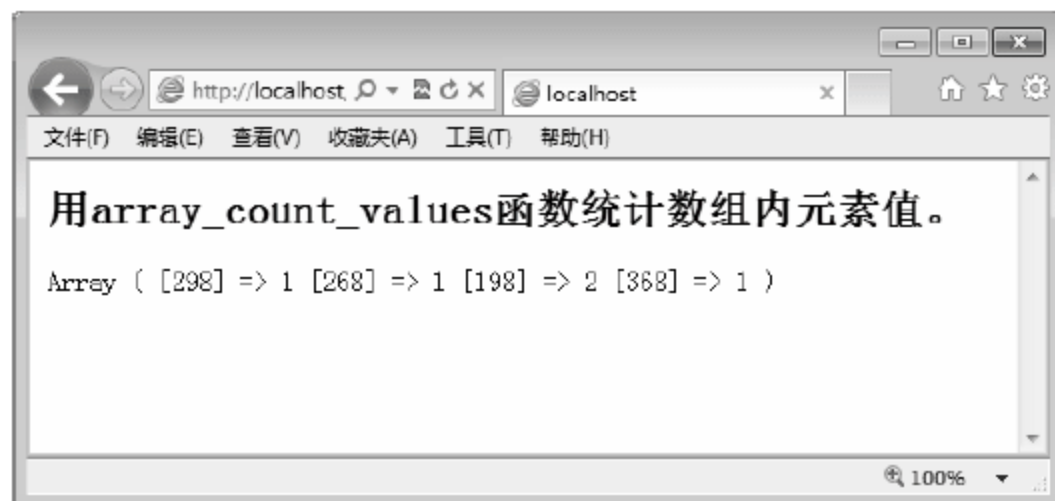 http://localhost,
localhost
文件(F) 编辑(E) 查看(V) 收藏夹(A) 工具(T) 帮助(H)
用array_count_values函数统计数组内元素值。
Array ( [298] => 1 [268] => 1 [198] => 2 [368] => 1 )
100%